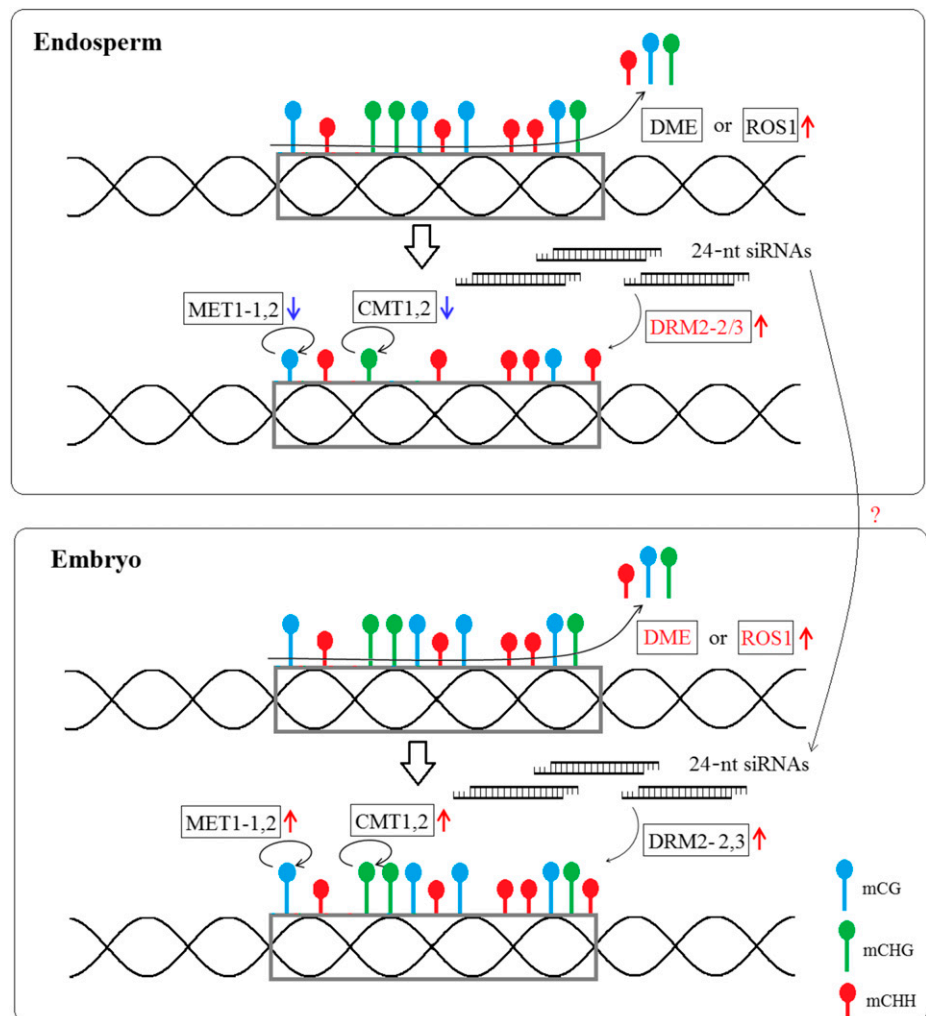 Endosperm
DME or ROS1
24-nt siRNAs
MET1-1,2
CMT1,2
DRM2-2/3
?
Embryo
DME or ROS1
24-nt siRNAs
MET1-1,2
CMT1,2
DRM2-2,3
mCG
mCHG
mCHH